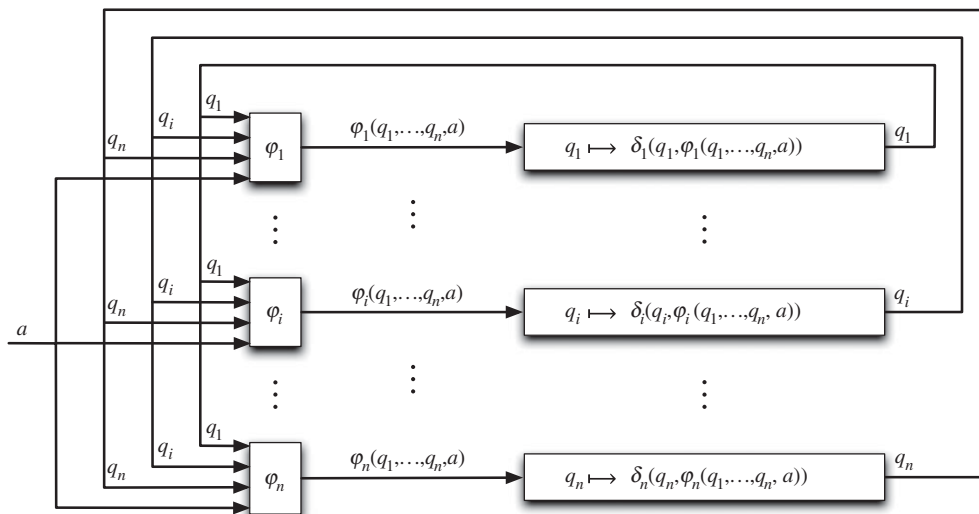 q₁
qᵢ
qₙ
φ₁
φ₁(q₁,…,qₙ,a)
q₁ ⟼ δ₁(q₁,φ₁(q₁,…,qₙ,a))
q₁
⋮ ⋮ ⋮
q₁
qᵢ
qₙ
a
φᵢ
φᵢ(q₁,…,qₙ,a)
qᵢ ⟼ δᵢ(qᵢ,φᵢ (q₁,…,qₙ, a))
qᵢ
⋮ ⋮ ⋮
q₁
qᵢ
qₙ
φₙ
φₙ(q₁,…,qₙ,a)
qₙ ⟼ δₙ(qₙ,φₙ(q₁,…,qₙ, a))
qₙ